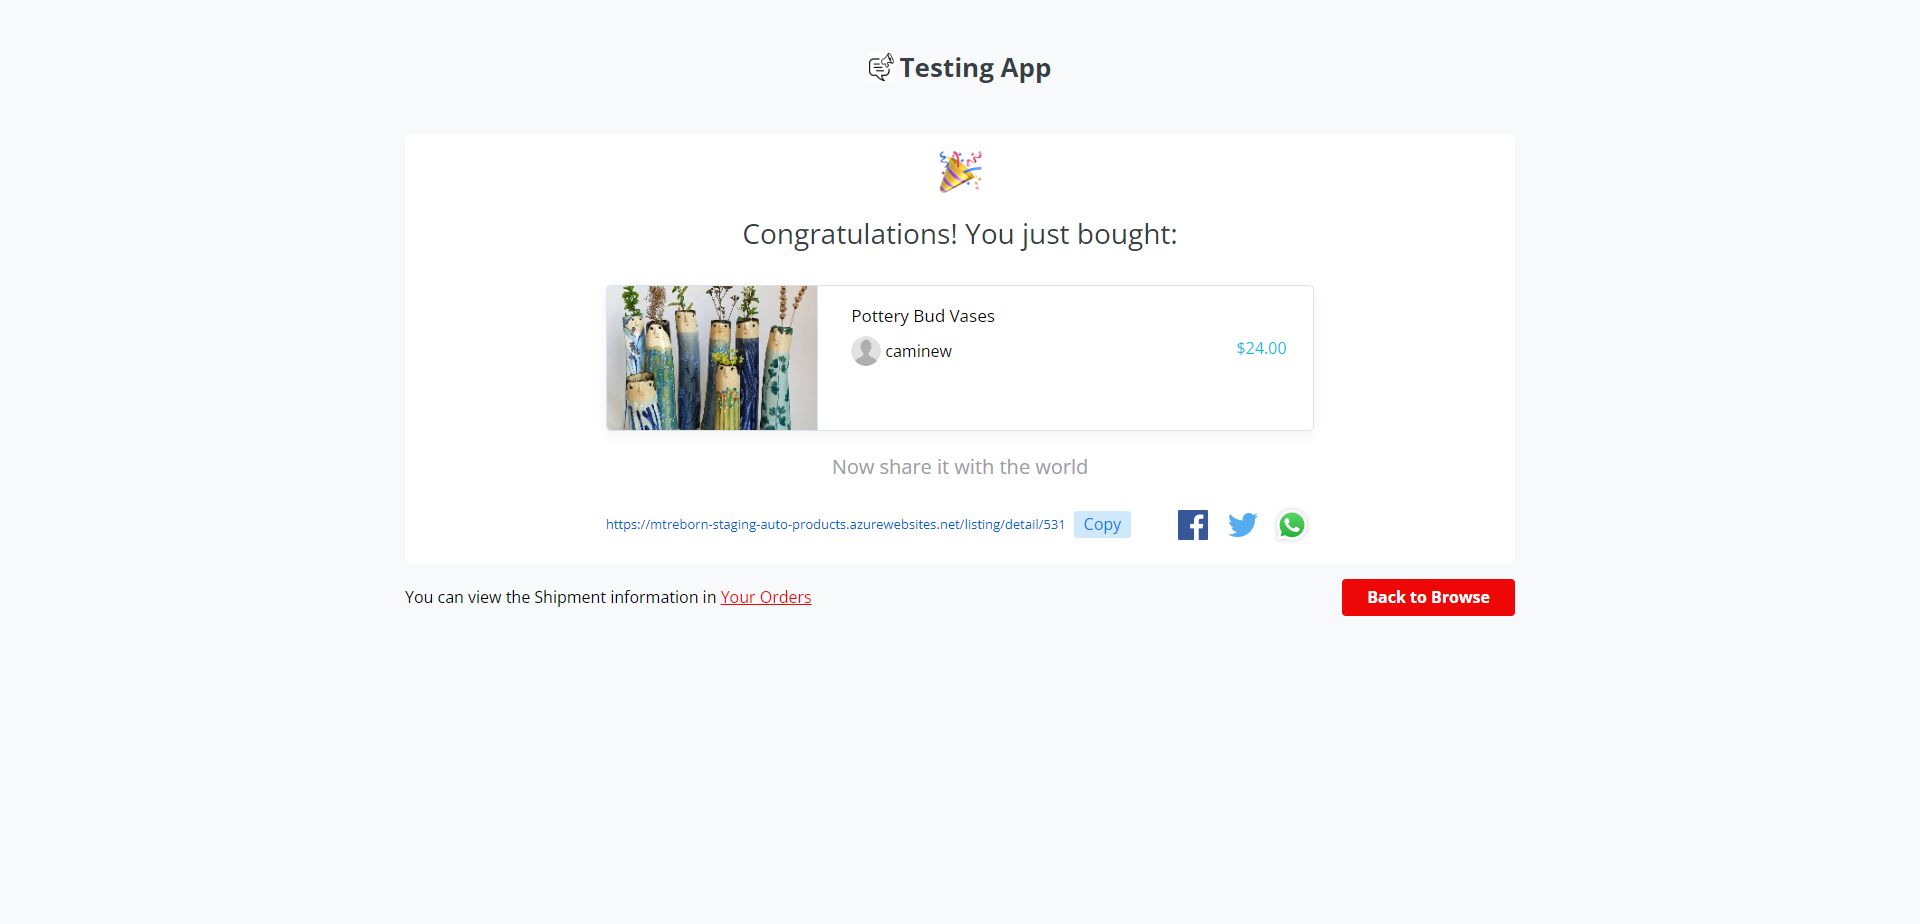 Testing App
Congratulations! You just bought:
Pottery Bud Vases
caminew
$24.00
Now share it with the world
https://mtreborn-staging-auto-products.azurewebsites.net/listing/detail/531 Copy
You can view the Shipment information in Your Orders
Back to Browse